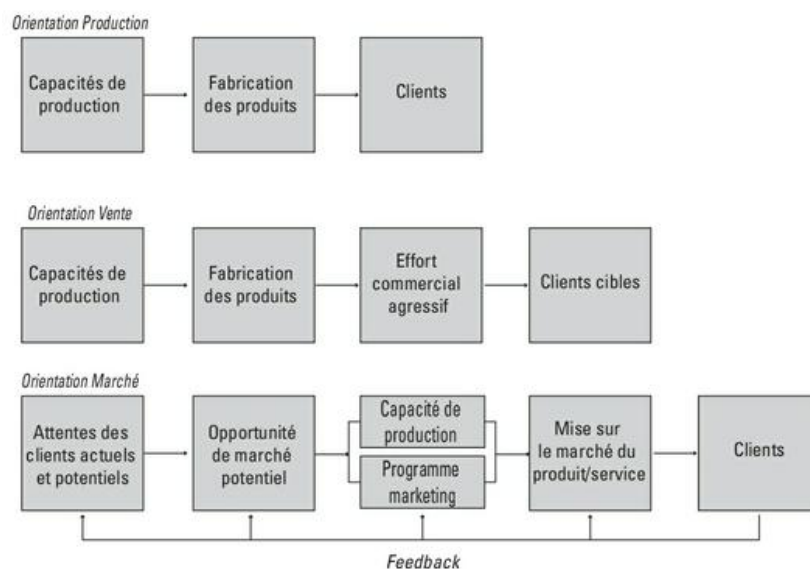 Orientation Production
Capacités de
production
Fabrication
des produits
Clients
Orientation Vente
Capacités de
production
Fabrication
des produits
Effort
commercial
agressif
Clients cibles
Orientation Marché
Attentes des
clients actuels
et potentiels
Opportunité
de marché
potentiel
Capacité de
production
Programme
marketing
Mise sur
le marché du
produit/service
Clients
Feedback